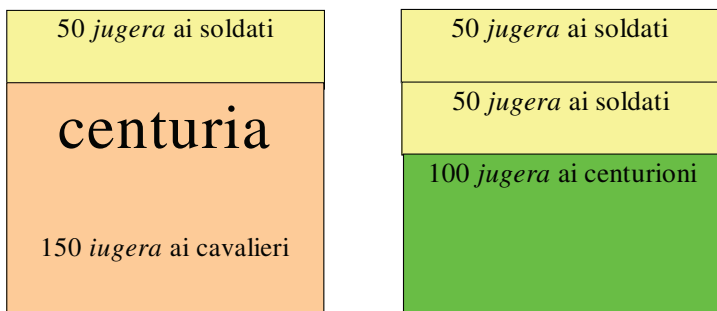 50 jugera ai soldati
centuria
150 iugera ai cavalieri
50 jugera ai soldati
50 jugera ai soldati
100 jugera ai centurioni